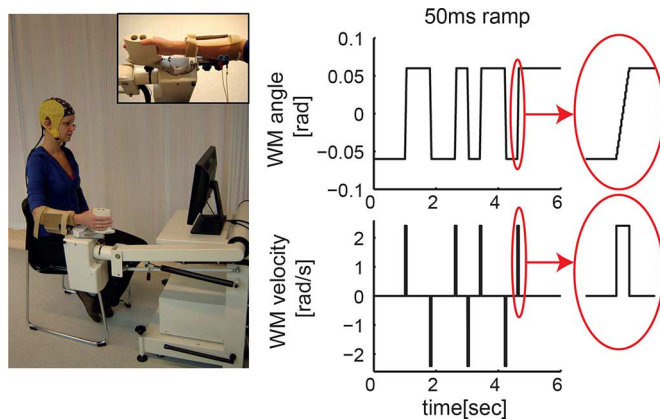 50ms ramp
WM angle
[rad]
0.1
0.05
0
−0.05
−0.1
0 2 4 6
WM velocity
[rad/s]
2
1
0
−1
−2
0 2 4 6
time[sec]